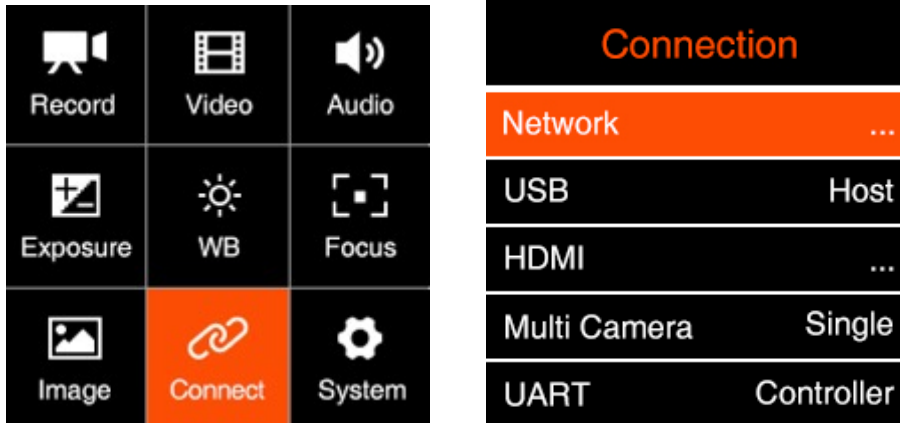 Record Video Audio
Exposure WB Focus
Image Connect System
Connection
Network ...
USB Host
HDMI ...
Multi Camera Single
UART Controller